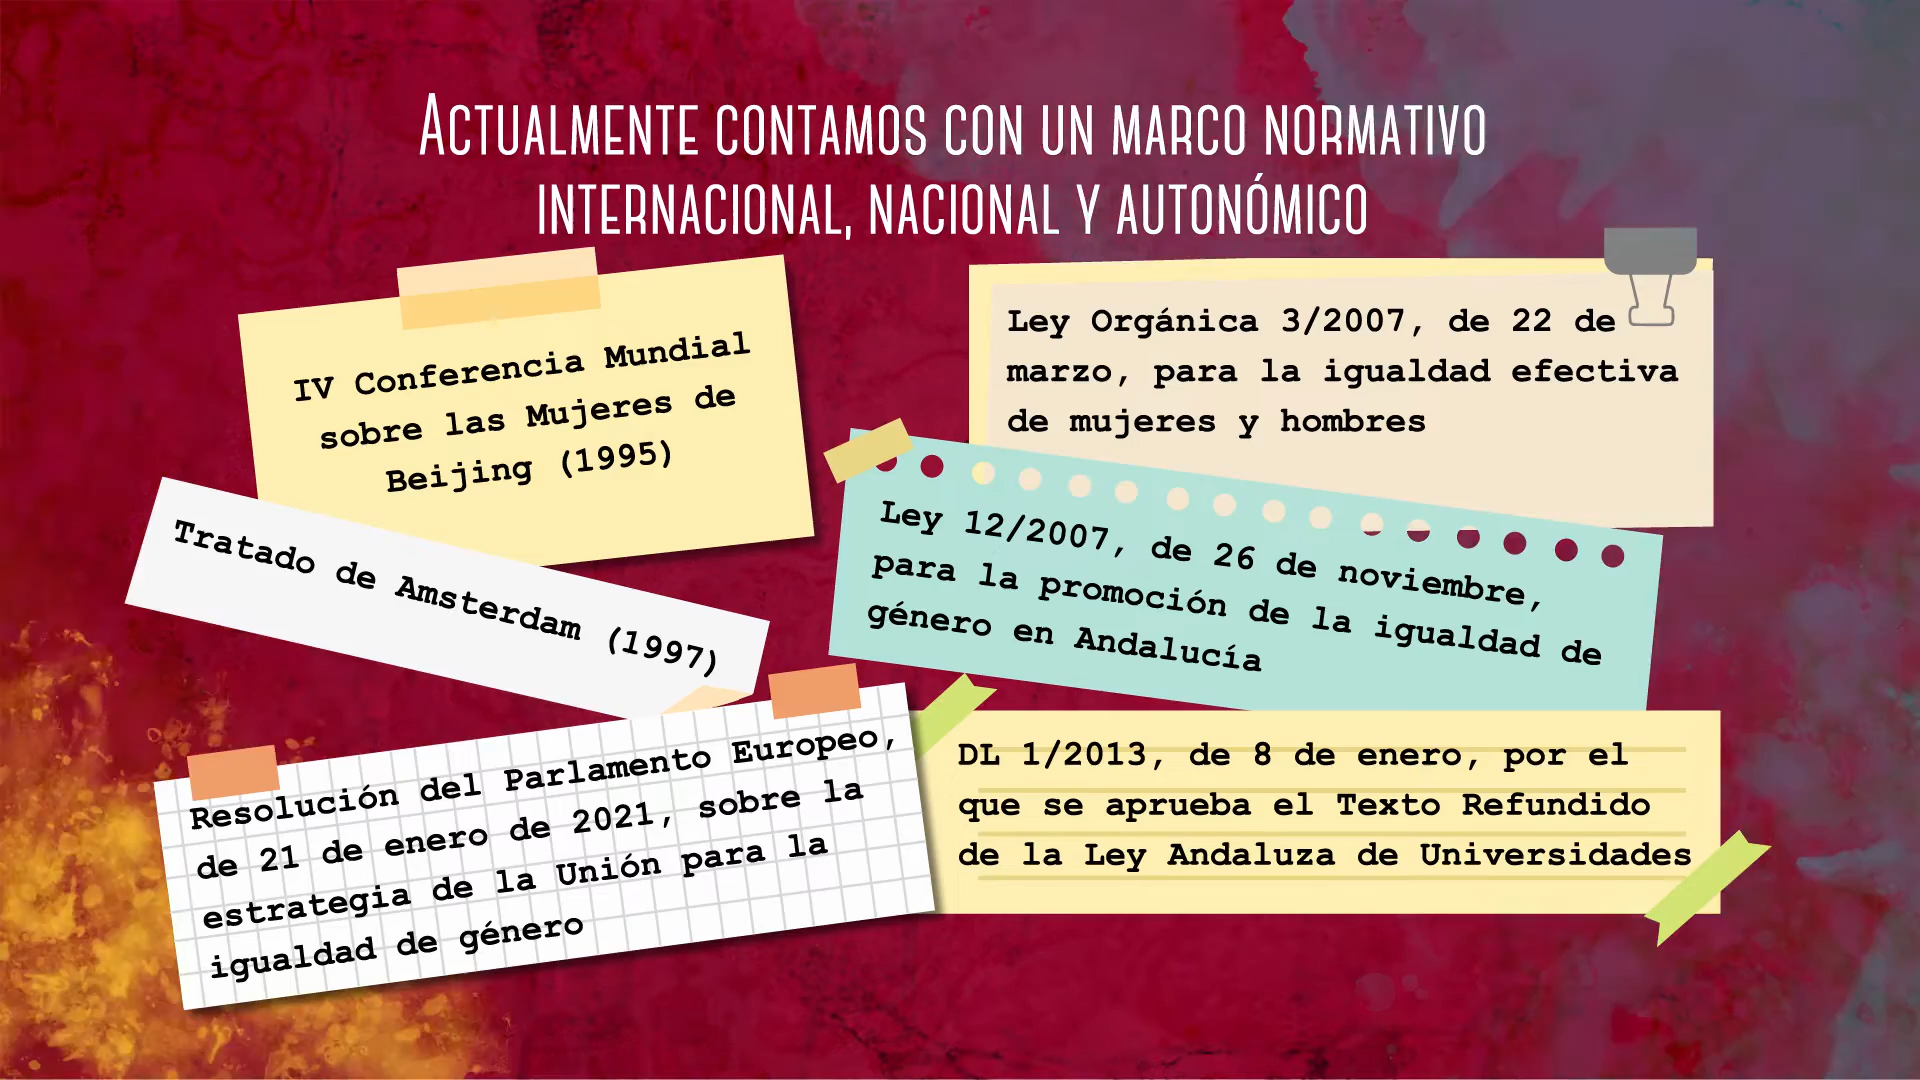 Actualmente contamos con un marco normativo
internacional, nacional y autonómico
IV Conferencia Mundial
sobre las Mujeres de
Beijing (1995)
Tratado de Amsterdam (1997)
Resolución del Parlamento Europeo,
de 21 de enero de 2021, sobre la
estrategia de la Unión para la
igualdad de género
Ley Orgánica 3/2007, de 22 de
marzo, para la igualdad efectiva
de mujeres y hombres
Ley 12/2007, de 26 de noviembre,
para la promoción de la igualdad de
género en Andalucía
DL 1/2013, de 8 de enero, por el
que se aprueba el Texto Refundido
de la Ley Andaluza de Universidades